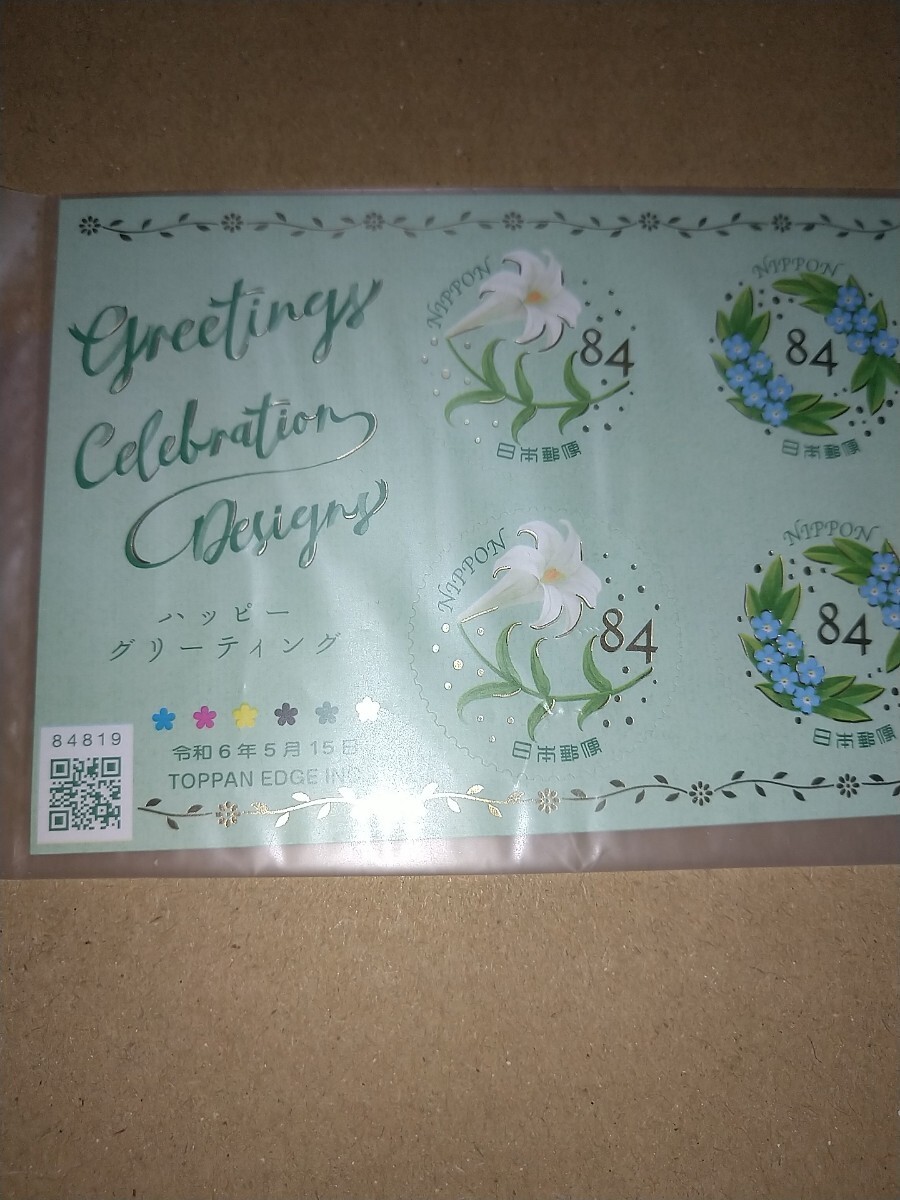 Greetings
Celebration
Designs
ハッピー
グリーティング
84819
令和6年5月15日
TOPPAN EDGE INC
NIPPON
84
日本郵便
NIPPON
84
日本郵便
NIPPON
84
日本郵便
NIPPON
84
日本郵便